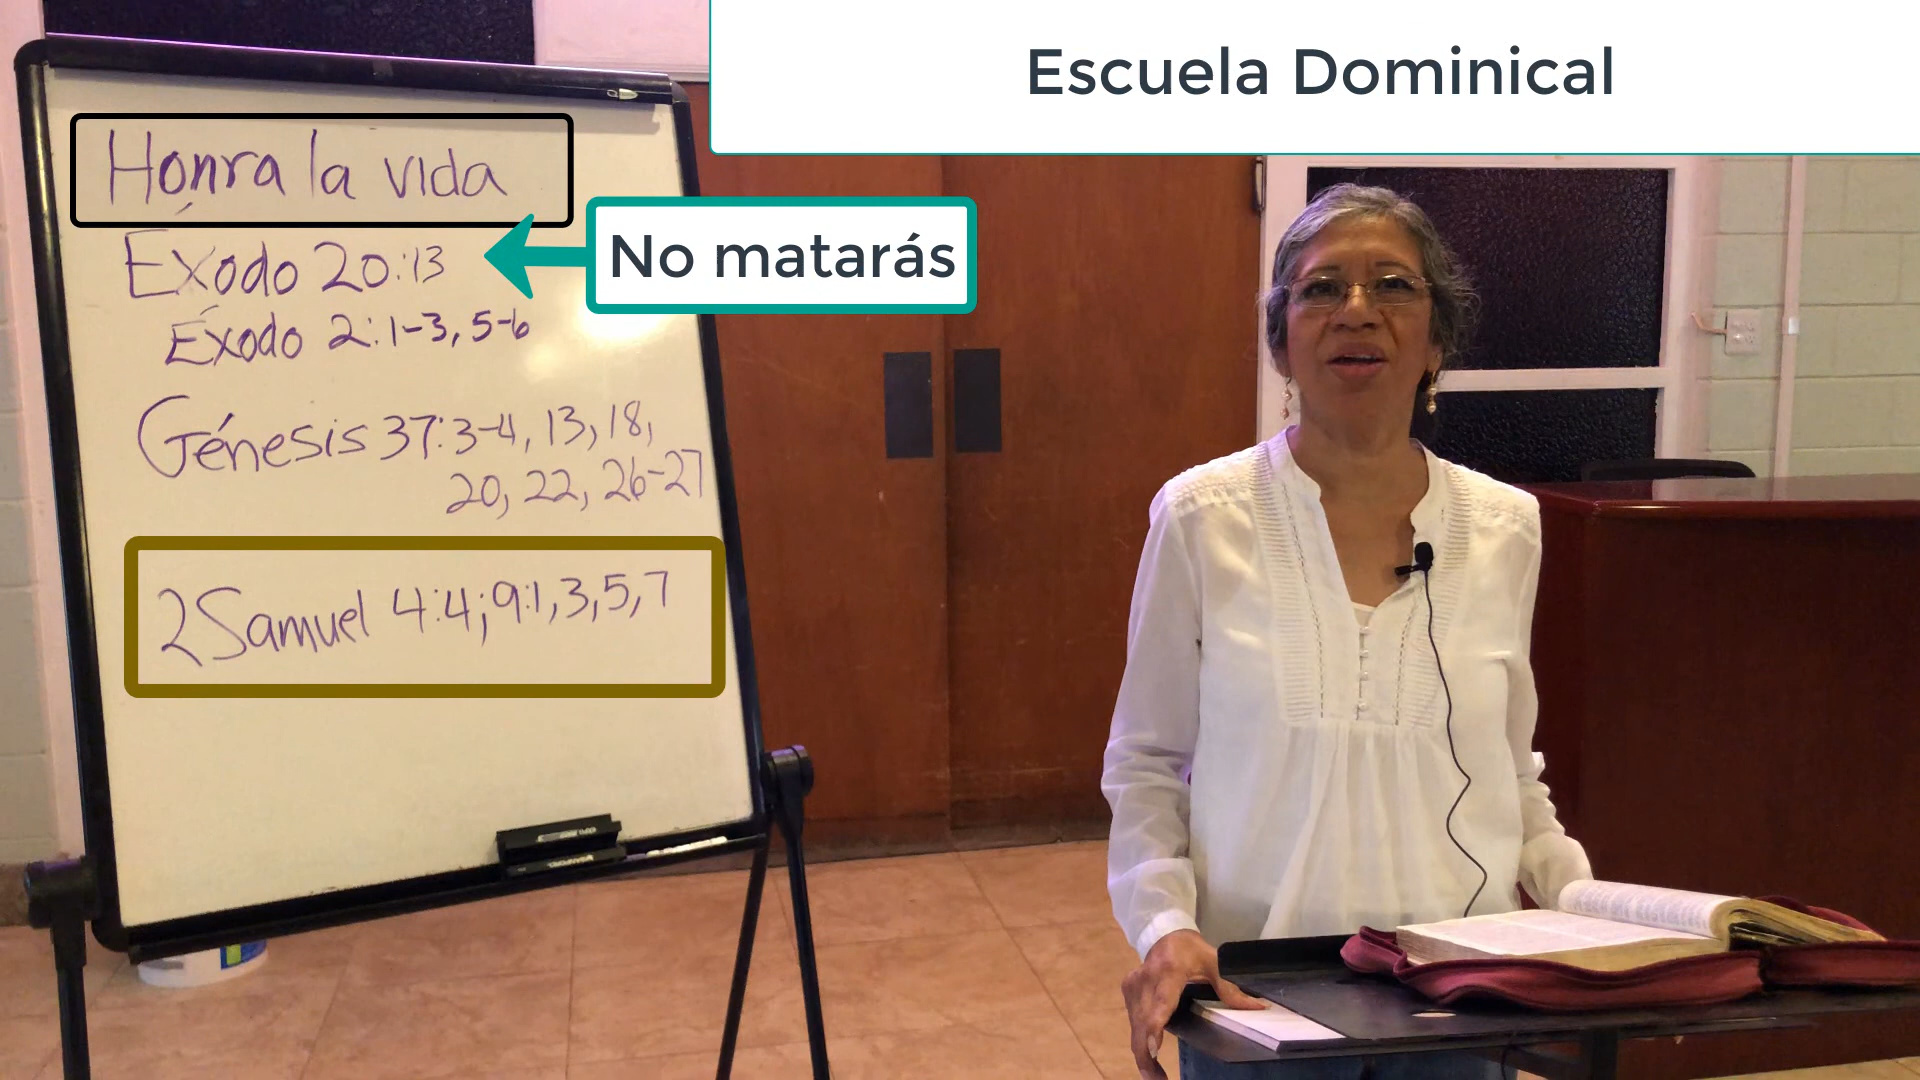 Escuela Dominical
Honra la vida
No matarás
Éxodo 20:13
Éxodo 2:1-3, 5-6
Génesis 37:3-4, 13, 18,
20, 22, 26-27
2 Samuel 4:4; 9:1, 3, 5, 7